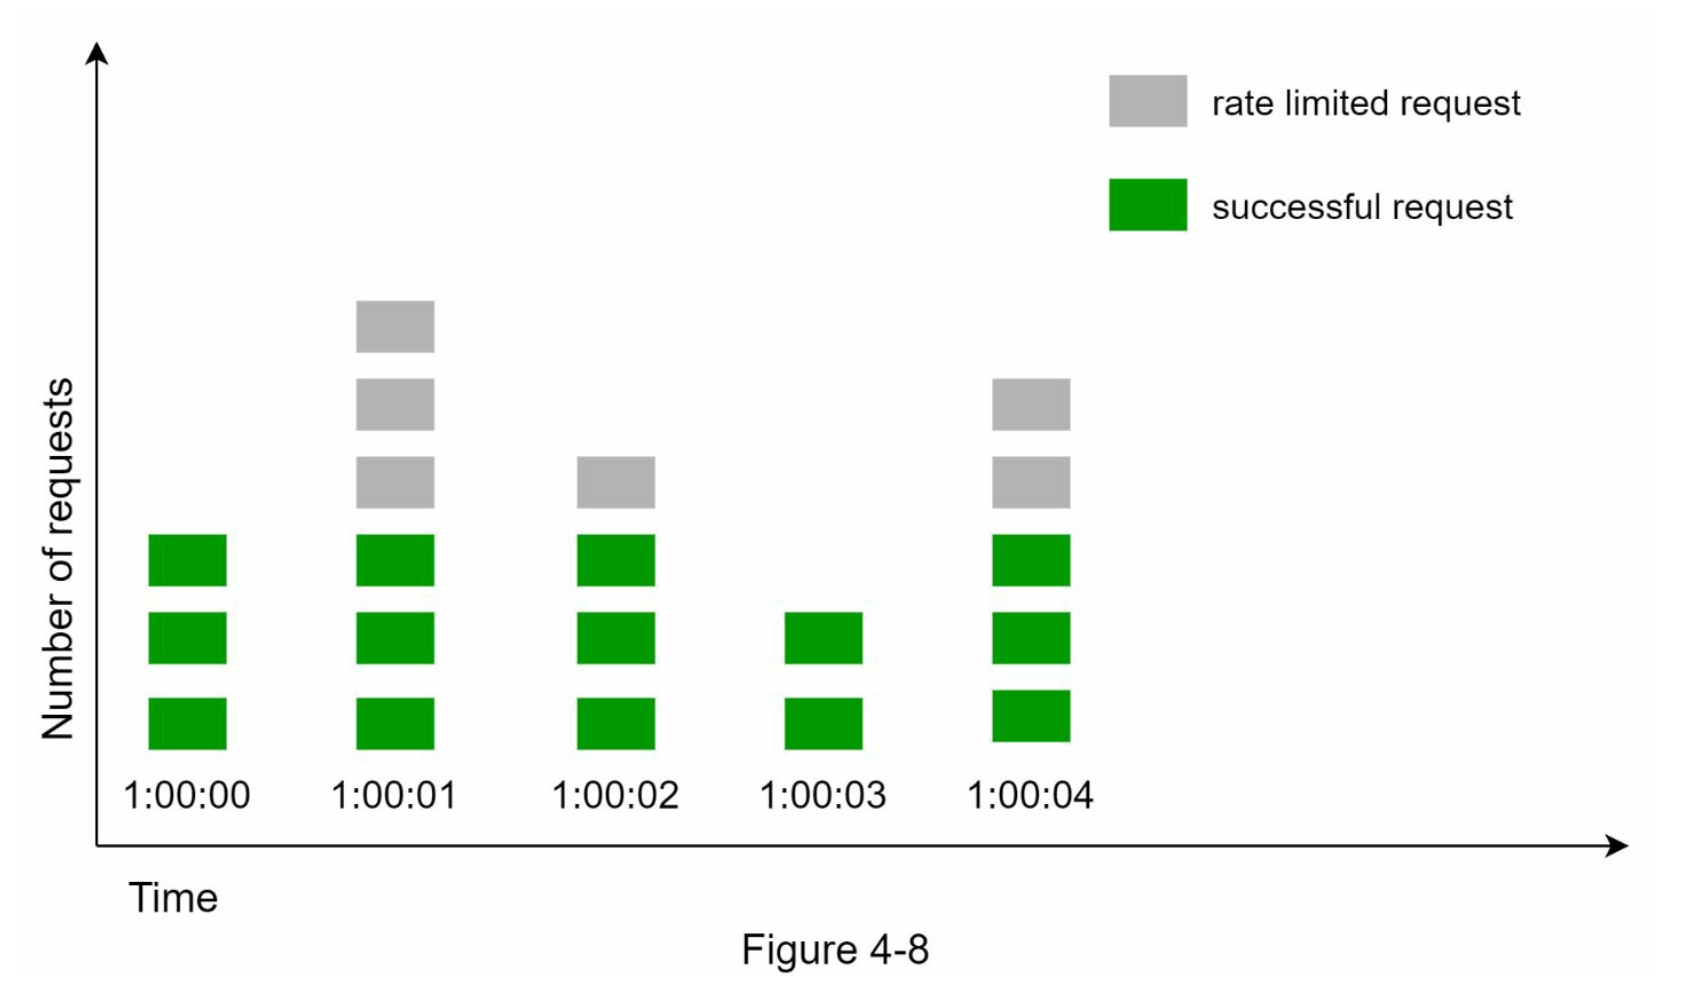 rate limited request
successful request
Number of requests
1:00:00 1:00:01 1:00:02 1:00:03 1:00:04
Time
Figure 4-8